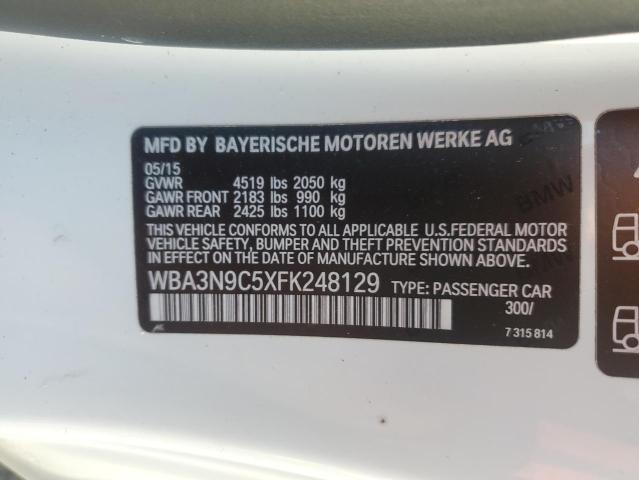 MFD BY BAYERISCHE MOTOREN WERKE AG
05/15
GVWR 4519 lbs 2050 kg
GAWR FRONT 2183 lbs 990 kg
GAWR REAR 2425 lbs 1100 kg
THIS VEHICLE CONFORMS TO ALL APPLICABLE U.S.FEDERAL MOTOR
VEHICLE SAFETY, BUMPER AND THEFT PREVENTION STANDARDS
IN EFFECT ON THE DATE OF MANUFACTURE SHOWN ABOVE.
WBA3N9C5XFK248129 TYPE: PASSENGER CAR
300/
7 315 814
BMW